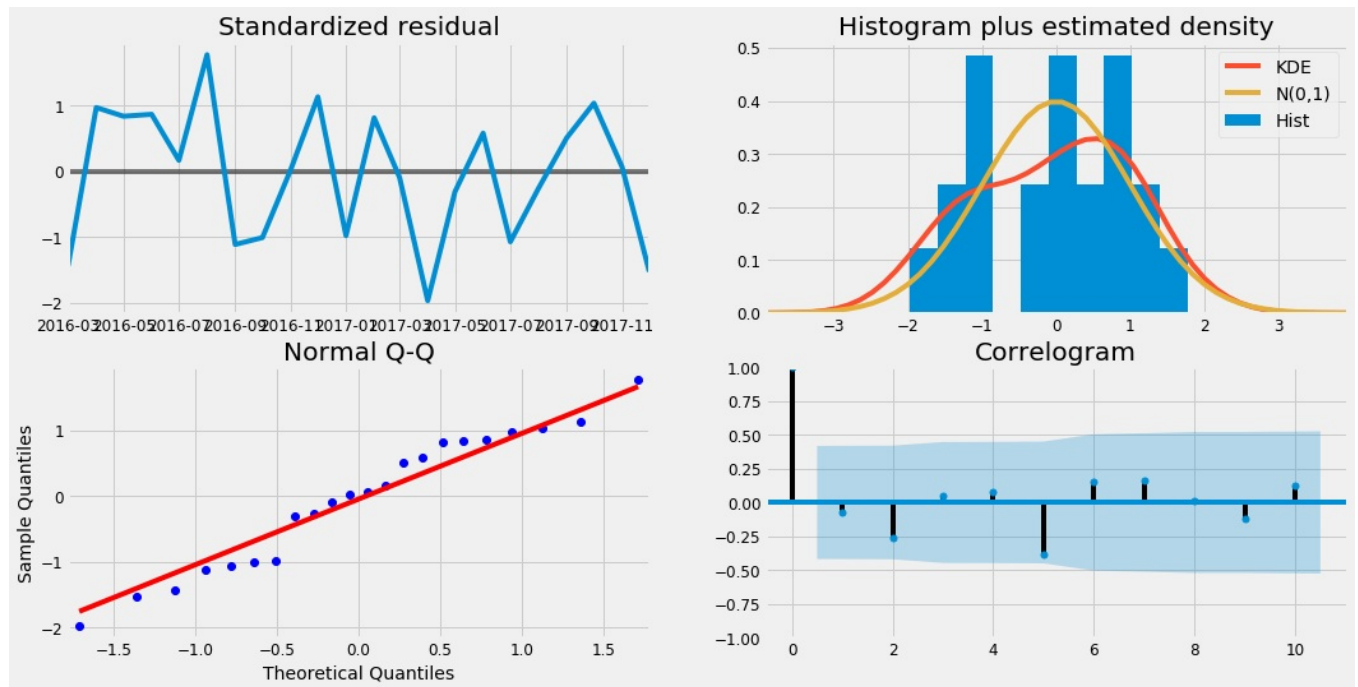 Standardized residual
1
0
−1
−2
2016-03 2016-05 2016-07 2016-09 2016-11 2017-01 2017-03 2017-05 2017-07 2017-09 2017-11
Histogram plus estimated density
0.5
0.4
0.3
0.2
0.1
0.0
KDE
N(0,1)
Hist
−3 −2 −1 0 1 2 3
Normal Q-Q
Sample Quantiles
1
0
−1
−2
−1.5 −1.0 −0.5 0.0 0.5 1.0 1.5
Theoretical Quantiles
Correlogram
1.00
0.75
0.50
0.25
0.00
−0.25
−0.50
−0.75
−1.00
0 2 4 6 8 10